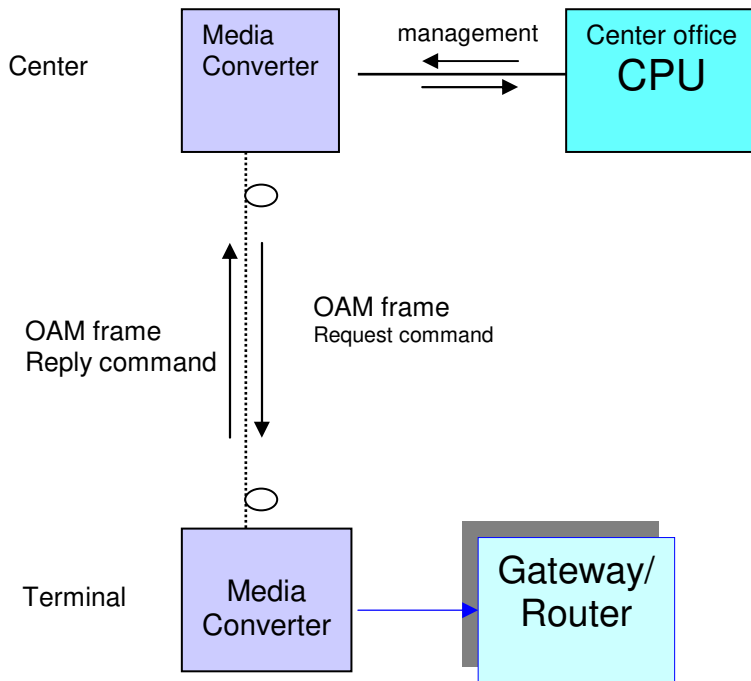 Center
Media
Converter
management
Center office
CPU
OAM frame
Reply command
OAM frame
Request command
Terminal
Media
Converter
Gateway/
Router